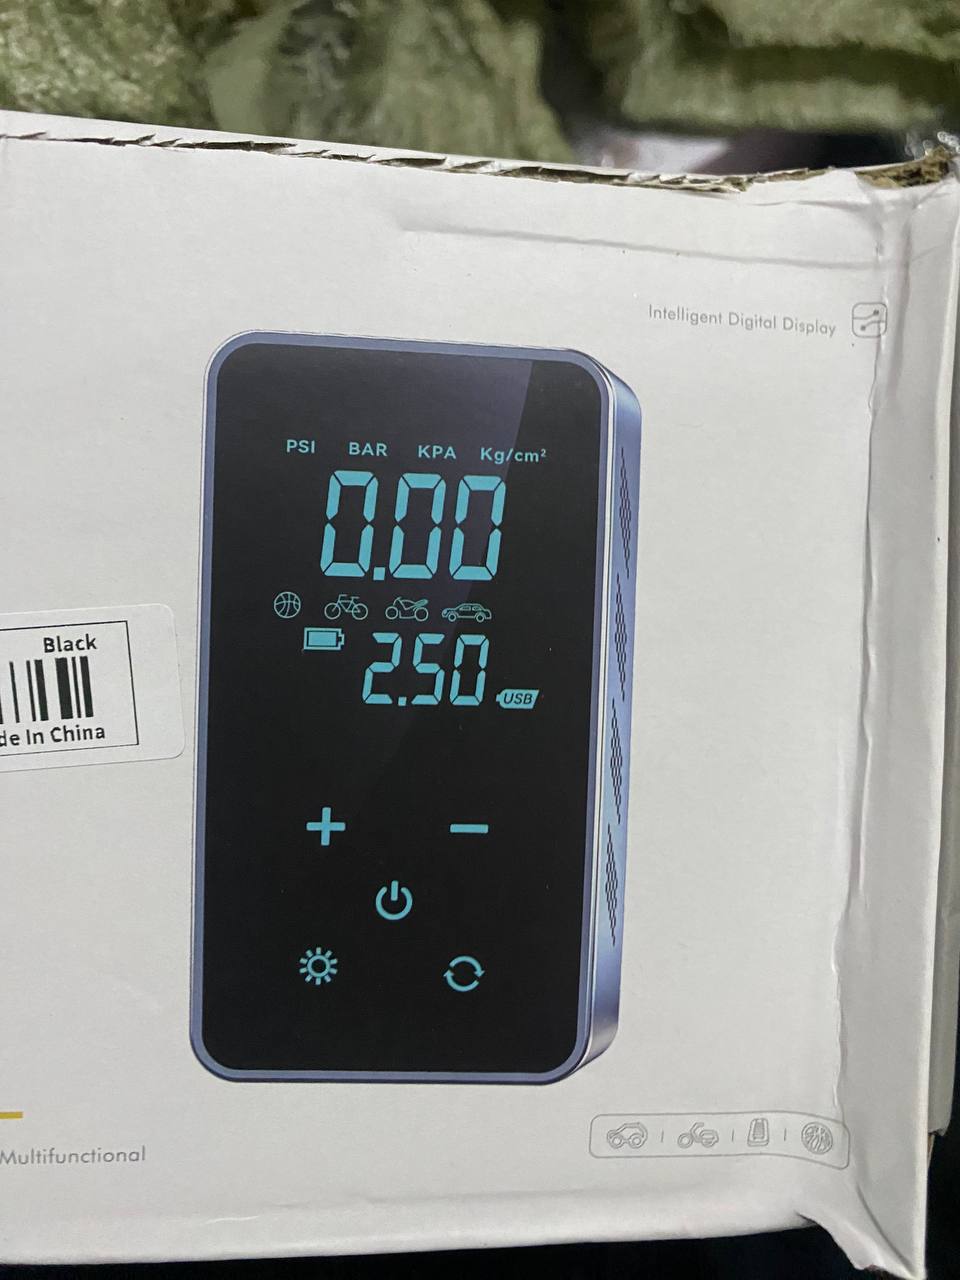 Intelligent Digital Display
PSI BAR KPA Kg/cm²
0.00
2.50 USB
Black
de In China
Multifunctional